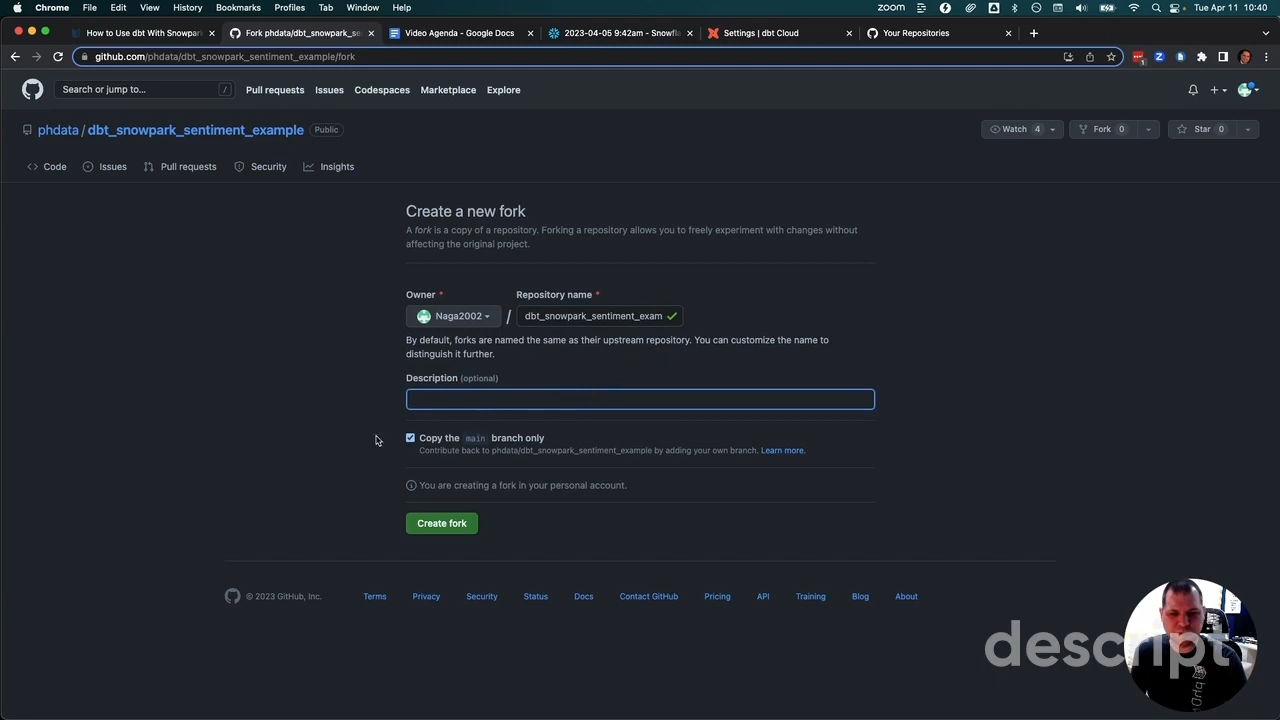 Chrome File Edit View History Bookmarks Profiles Tab Window Help zoom Tue Apr 11 10:40
How to Use dbt With Snowpar Fork phdata/dbt_snowpark_se Video Agenda - Google Docs 2023-04-05 9:42am - Snowfla Settings | dbt Cloud Your Repositories
github.com/phdata/dbt_snowpark_sentiment_example/fork
Search or jump to... / Pull requests Issues Codespaces Marketplace Explore
phdata / dbt_snowpark_sentiment_example Public Watch 4 Fork 0 Star 0
Code Issues Pull requests Security Insights
Create a new fork
A fork is a copy of a repository. Forking a repository allows you to freely experiment with changes without
affecting the original project.
Owner * Repository name *
Naga2002 / dbt_snowpark_sentiment_exam
By default, forks are named the same as their upstream repository. You can customize the name to
distinguish it further.
Description (optional)
Copy the main branch only
Contribute back to phdata/dbt_snowpark_sentiment_example by adding your own branch. Learn more.
You are creating a fork in your personal account.
Create fork
© 2023 GitHub, Inc. Terms Privacy Security Status Docs Contact GitHub Pricing API Training Blog About
descript